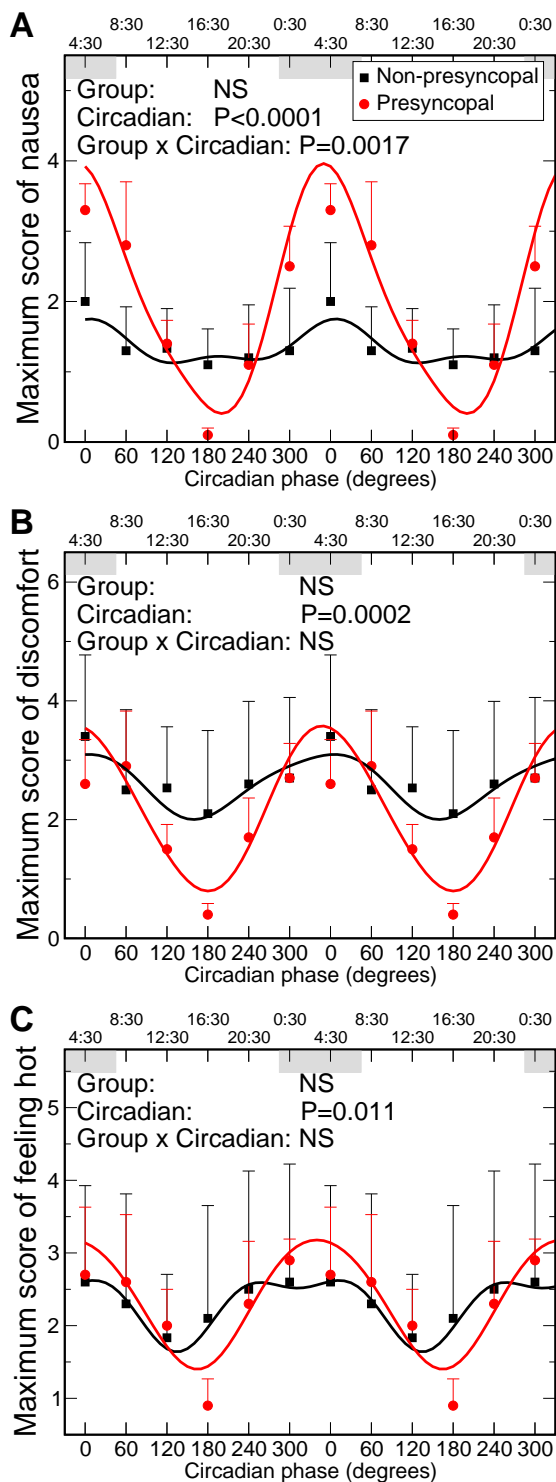 A
8:30 16:30 0:30 8:30 16:30 0:30
4:30 12:30 20:30 4:30 12:30 20:30
Non-presyncopal
Presyncopal
Group: NS
Circadian: P<0.0001
Group x Circadian: P=0.0017
Maximum score of nausea
4
2
0
0 60 120 180 240 300 0 60 120 180 240 300
Circadian phase (degrees)
B
8:30 16:30 0:30 8:30 16:30 0:30
4:30 12:30 20:30 4:30 12:30 20:30
Group: NS
Circadian: P=0.0002
Group x Circadian: NS
Maximum score of discomfort
6
4
2
0
0 60 120 180 240 300 0 60 120 180 240 300
Circadian phase (degrees)
C
8:30 16:30 0:30 8:30 16:30 0:30
4:30 12:30 20:30 4:30 12:30 20:30
Group: NS
Circadian: P=0.011
Group x Circadian: NS
Maximum score of feeling hot
5
4
3
2
1
0 60 120 180 240 300 0 60 120 180 240 300
Circadian phase (degrees)